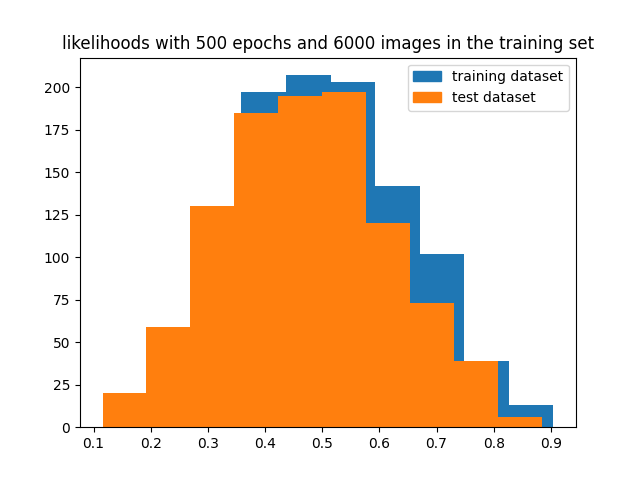 likelihoods with 500 epochs and 6000 images in the training set
training dataset
test dataset
200
175
150
125
100
75
50
25
0
0.1 0.2 0.3 0.4 0.5 0.6 0.7 0.8 0.9